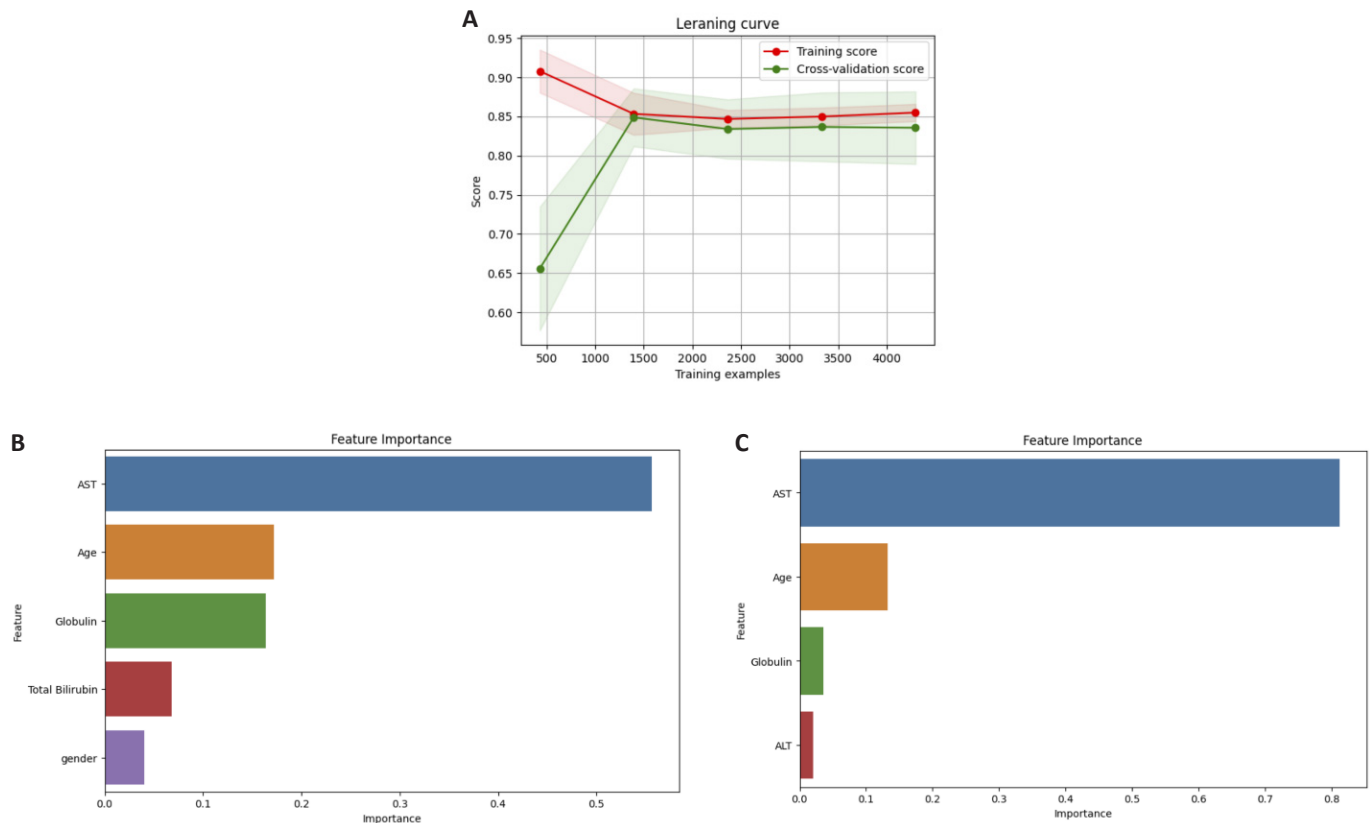 A
Leraning curve
Training score
Cross-validation score
0.95
0.90
0.85
0.80
0.75
0.70
0.65
0.60
Score
500 1000 1500 2000 2500 3000 3500 4000
Training examples
B
Feature Importance
AST
Age
Globulin
Total Bilirubin
gender
Feature
0.0 0.1 0.2 0.3 0.4 0.5
Importance
C
Feature Importance
AST
Age
Globulin
ALT
Feature
0.0 0.1 0.2 0.3 0.4 0.5 0.6 0.7 0.8
Importance